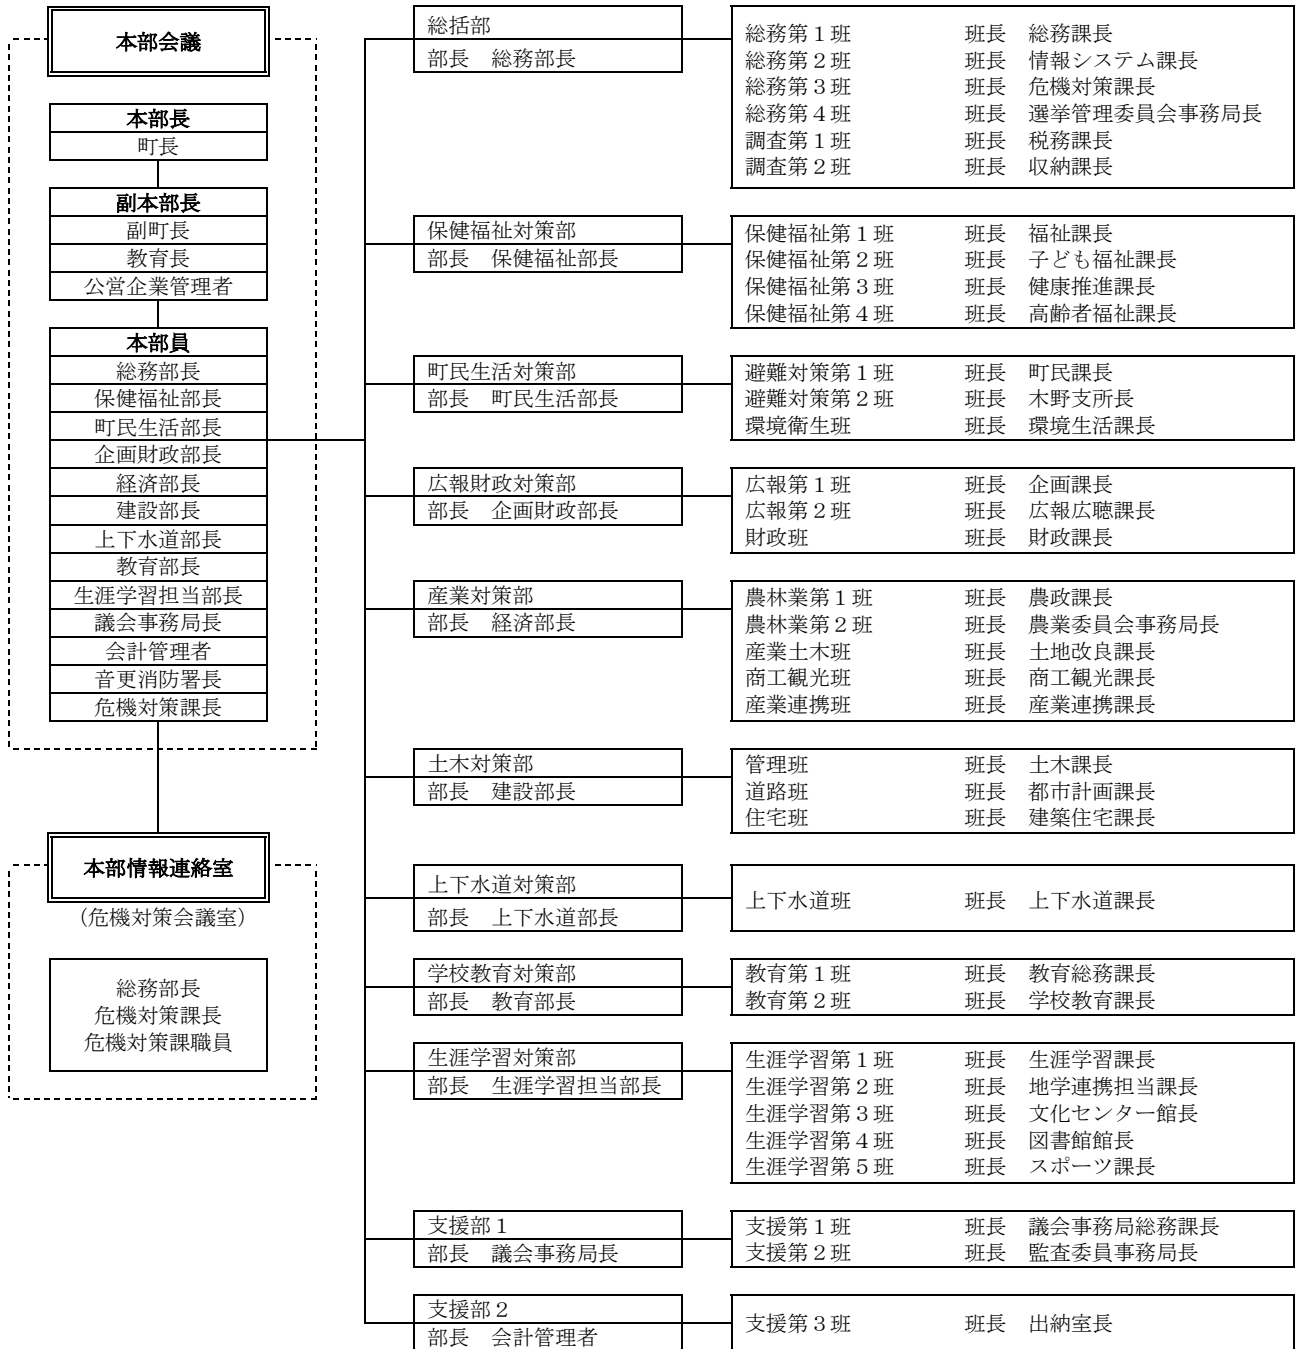 本部会議
本部長
町長
副本部長
副町長
教育長
公営企業管理者
本部員
総務部長
保健福祉部長
町民生活部長
企画財政部長
経済部長
建設部長
上下水道部長
教育部長
生涯学習担当部長
議会事務局長
会計管理者
音更消防署長
危機対策課長
本部情報連絡室
(危機対策会議室)
総務部長
危機対策課長
危機対策課職員
総括部
部長 総務部長
総務第1班 班長 総務課長
総務第2班 班長 情報システム課長
総務第3班 班長 危機対策課長
総務第4班 班長 選挙管理委員会事務局長
調査第1班 班長 税務課長
調査第2班 班長 収納課長
保健福祉対策部
部長 保健福祉部長
保健福祉第1班 班長 福祉課長
保健福祉第2班 班長 子ども福祉課長
保健福祉第3班 班長 健康推進課長
保健福祉第4班 班長 高齢者福祉課長
町民生活対策部
部長 町民生活部長
避難対策第1班 班長 町民課長
避難対策第2班 班長 木野支所長
環境衛生班 班長 環境生活課長
広報財政対策部
部長 企画財政部長
広報第1班 班長 企画課長
広報第2班 班長 広報広聴課長
財政班 班長 財政課長
産業対策部
部長 経済部長
農林業第1班 班長 農政課長
農林業第2班 班長 農業委員会事務局長
産業土木班 班長 土地改良課長
商工観光班 班長 商工観光課長
産業連携班 班長 産業連携課長
土木対策部
部長 建設部長
管理班 班長 土木課長
道路班 班長 都市計画課長
住宅班 班長 建築住宅課長
上下水道対策部
部長 上下水道部長
上下水道班 班長 上下水道課長
学校教育対策部
部長 教育部長
教育第1班 班長 教育総務課長
教育第2班 班長 学校教育課長
生涯学習対策部
部長 生涯学習担当部長
生涯学習第1班 班長 生涯学習課長
生涯学習第2班 班長 地学連携担当課長
生涯学習第3班 班長 文化センター館長
生涯学習第4班 班長 図書館館長
生涯学習第5班 班長 スポーツ課長
支援部1
部長 議会事務局長
支援第1班 班長 議会事務局総務課長
支援第2班 班長 監査委員事務局長
支援部2
部長 会計管理者
支援第3班 班長 出納室長